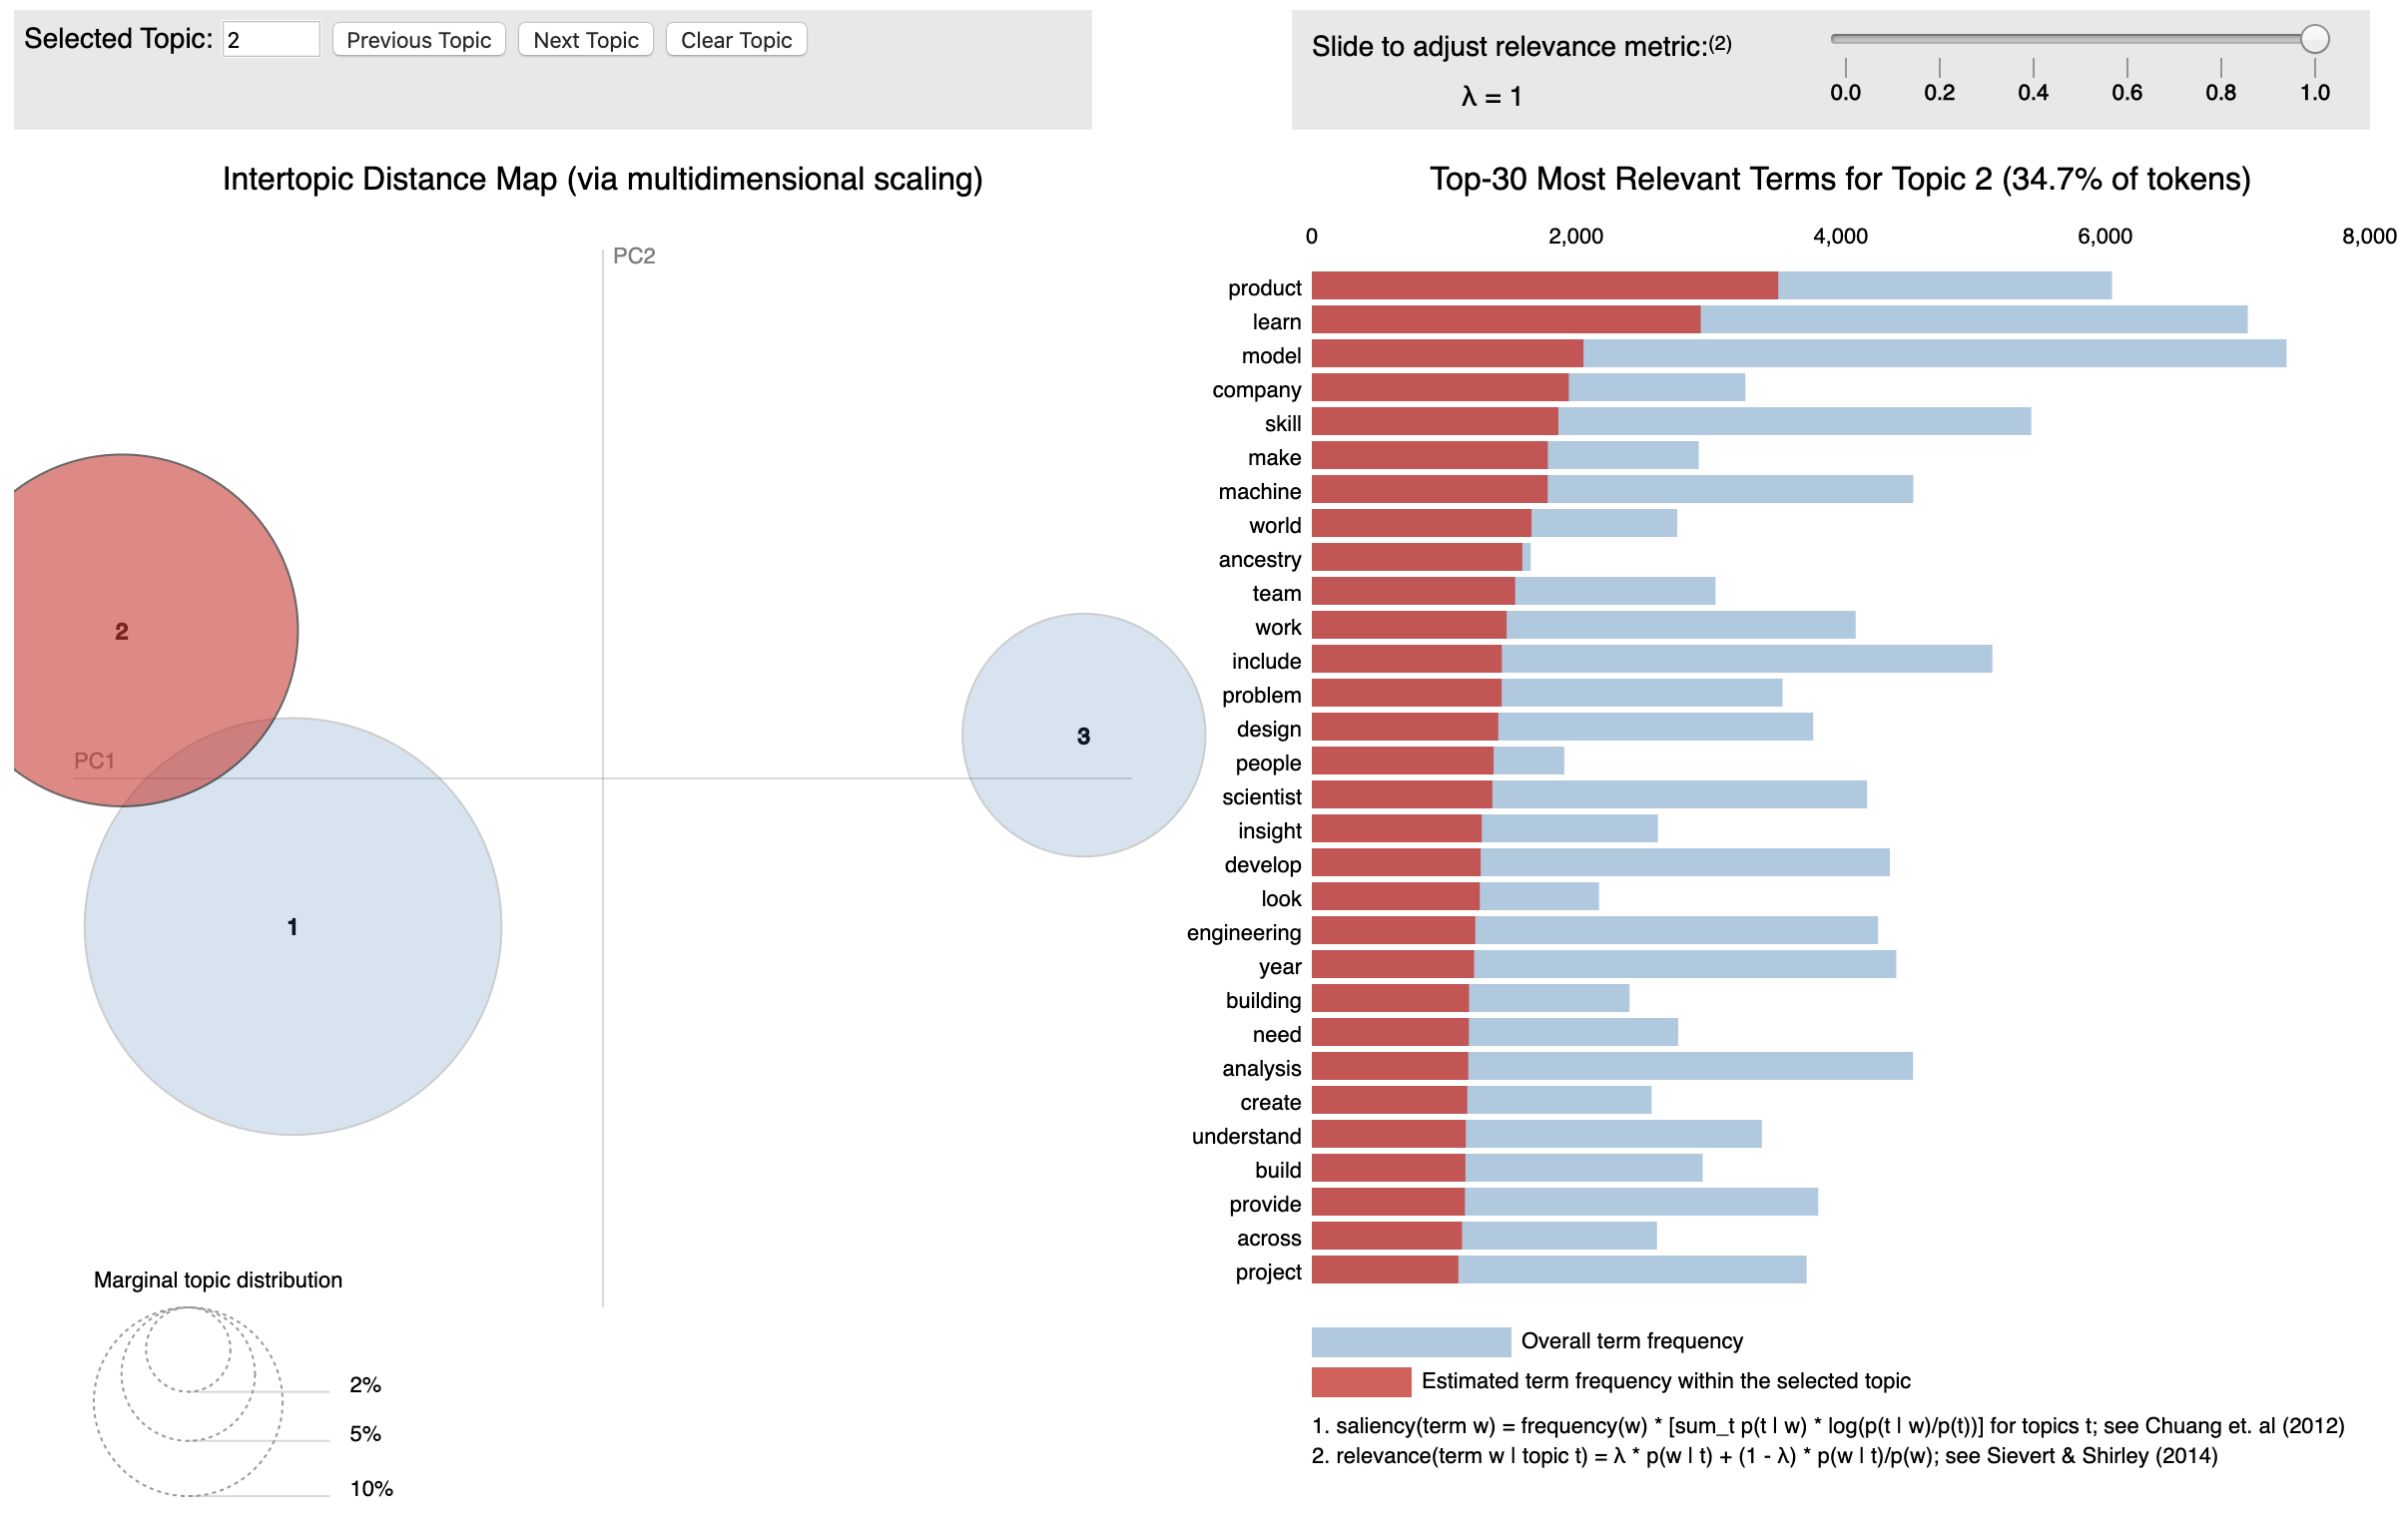 Selected Topic: 2 Previous Topic Next Topic Clear Topic
Slide to adjust relevance metric:(2)
λ = 1
0.0 0.2 0.4 0.6 0.8 1.0
Intertopic Distance Map (via multidimensional scaling)
PC2
PC1
2
1
3
Marginal topic distribution
2%
5%
10%
Top-30 Most Relevant Terms for Topic 2 (34.7% of tokens)
0 2,000 4,000 6,000 8,000
product
learn
model
company
skill
make
machine
world
ancestry
team
work
include
problem
design
people
scientist
insight
develop
look
engineering
year
building
need
analysis
create
understand
build
provide
across
project
Overall term frequency
Estimated term frequency within the selected topic
1. saliency(term w) = frequency(w) * [sum_t p(t | w) * log(p(t | w)/p(t))] for topics t; see Chuang et. al (2012)
2. relevance(term w | topic t) = λ * p(w | t) + (1 - λ) * p(w | t)/p(w); see Sievert & Shirley (2014)